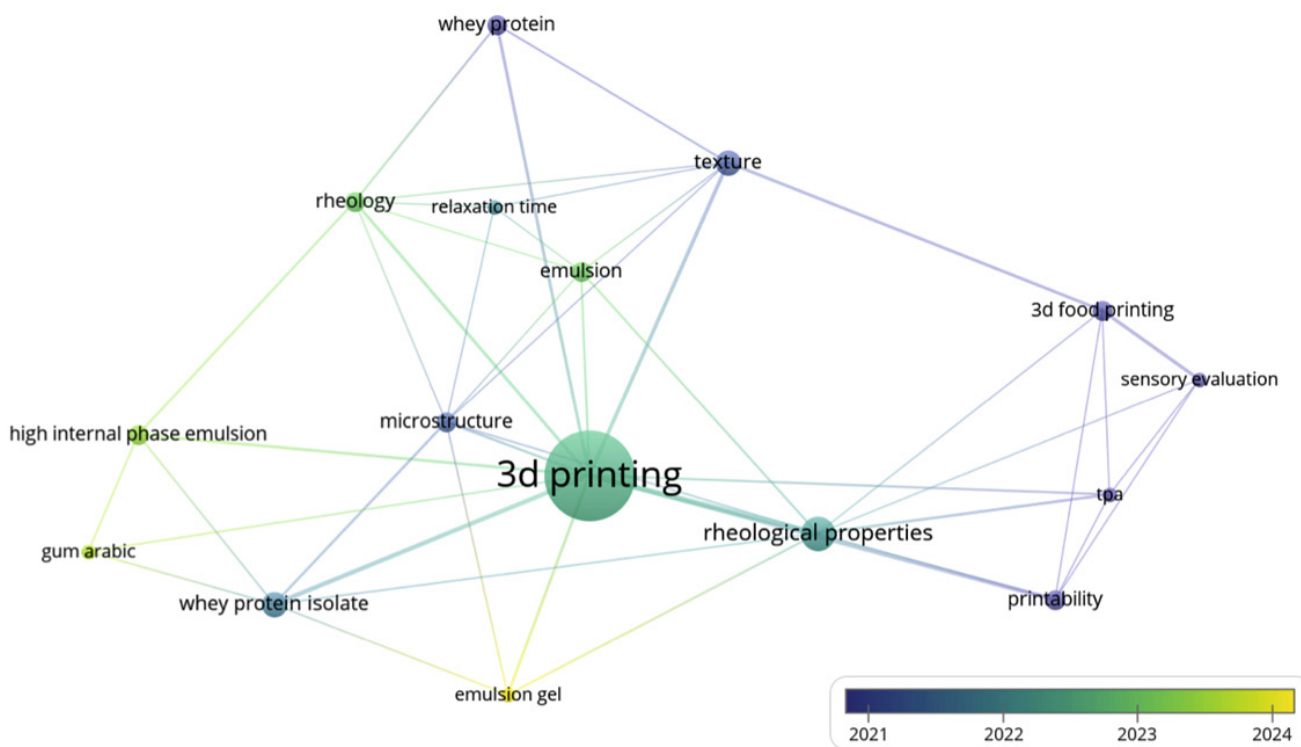 whey protein
texture
rheology
relaxation time
emulsion
3d food printing
sensory evaluation
microstructure
high internal phase emulsion
3d printing
tpa
rheological properties
gum arabic
whey protein isolate
printability
emulsion gel
2021 2022 2023 2024